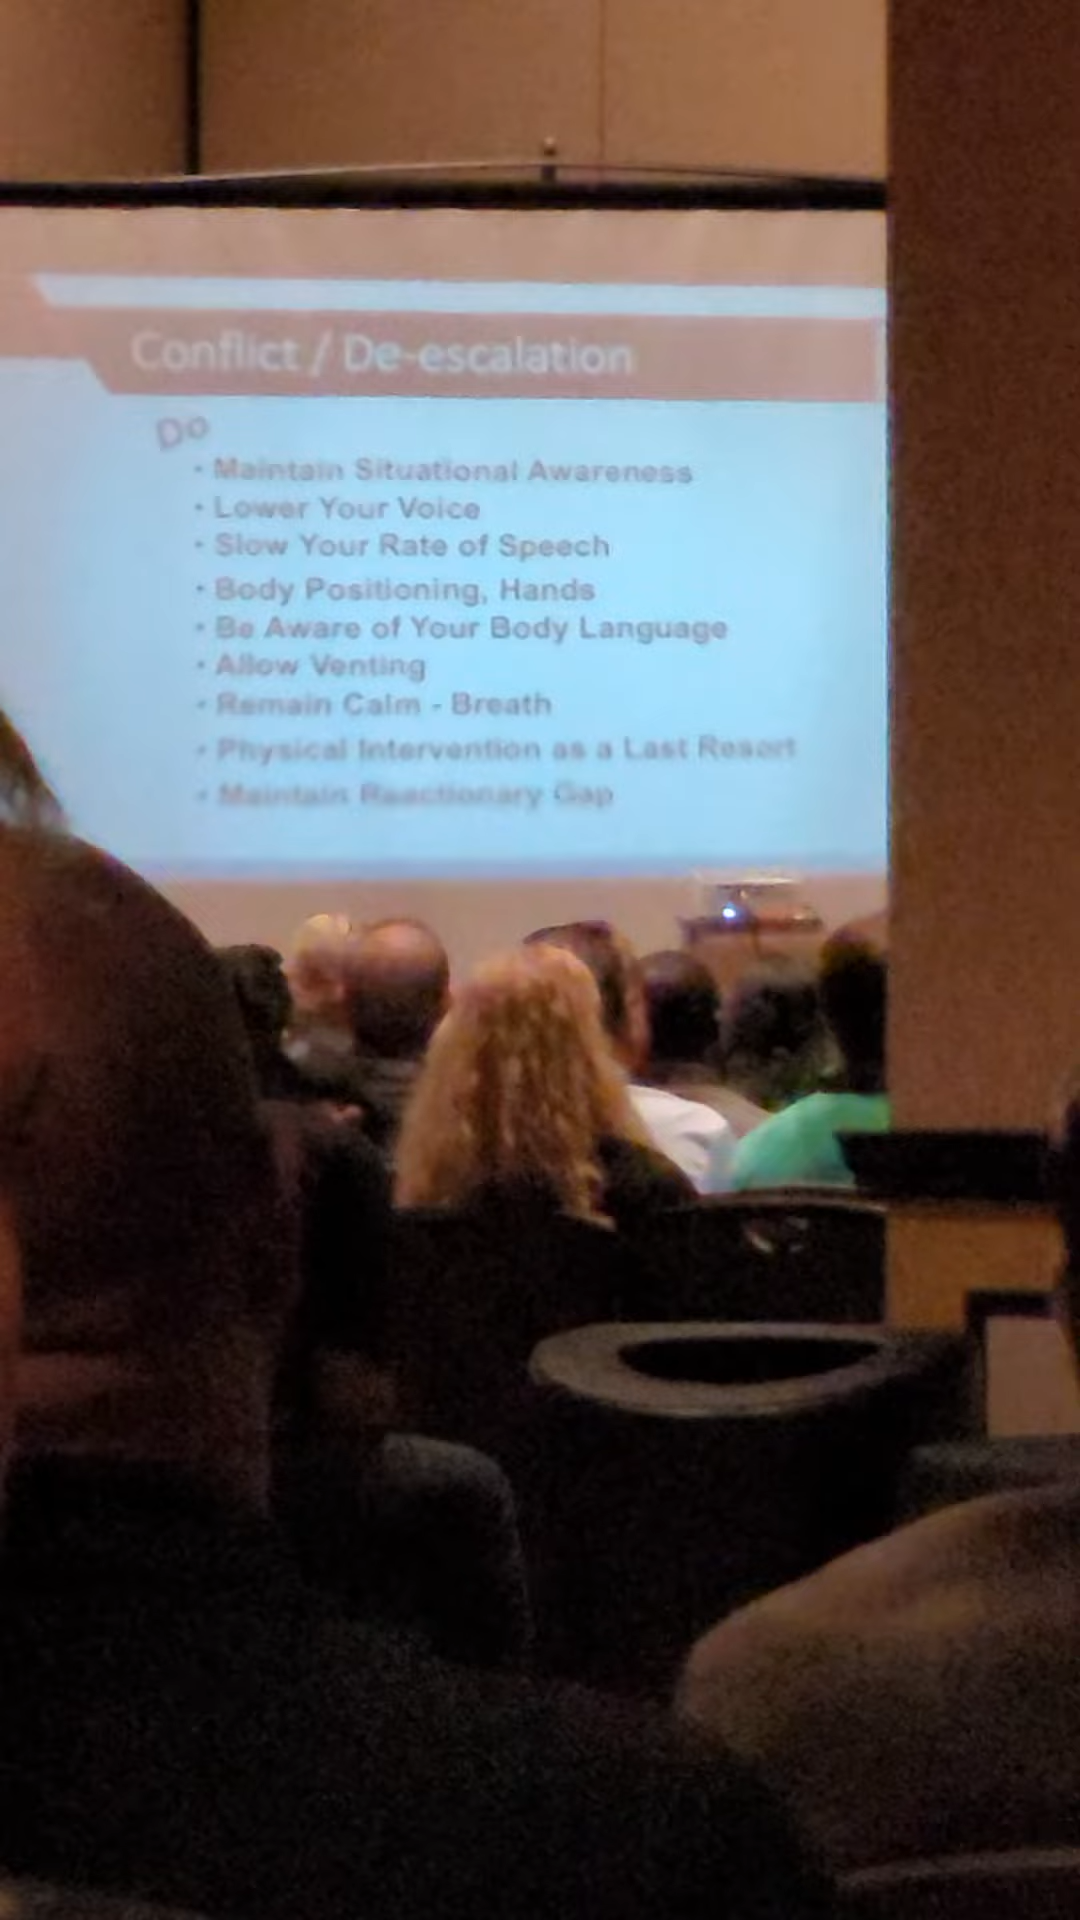 Conflict / De-escalation
Do
• Maintain Situational Awareness
• Lower Your Voice
• Slow Your Rate of Speech
• Body Positioning, Hands
• Be Aware of Your Body Language
• Allow Venting
• Remain Calm - Breath
• Physical Intervention as a Last Resort
• Maintain Reactionary Gap